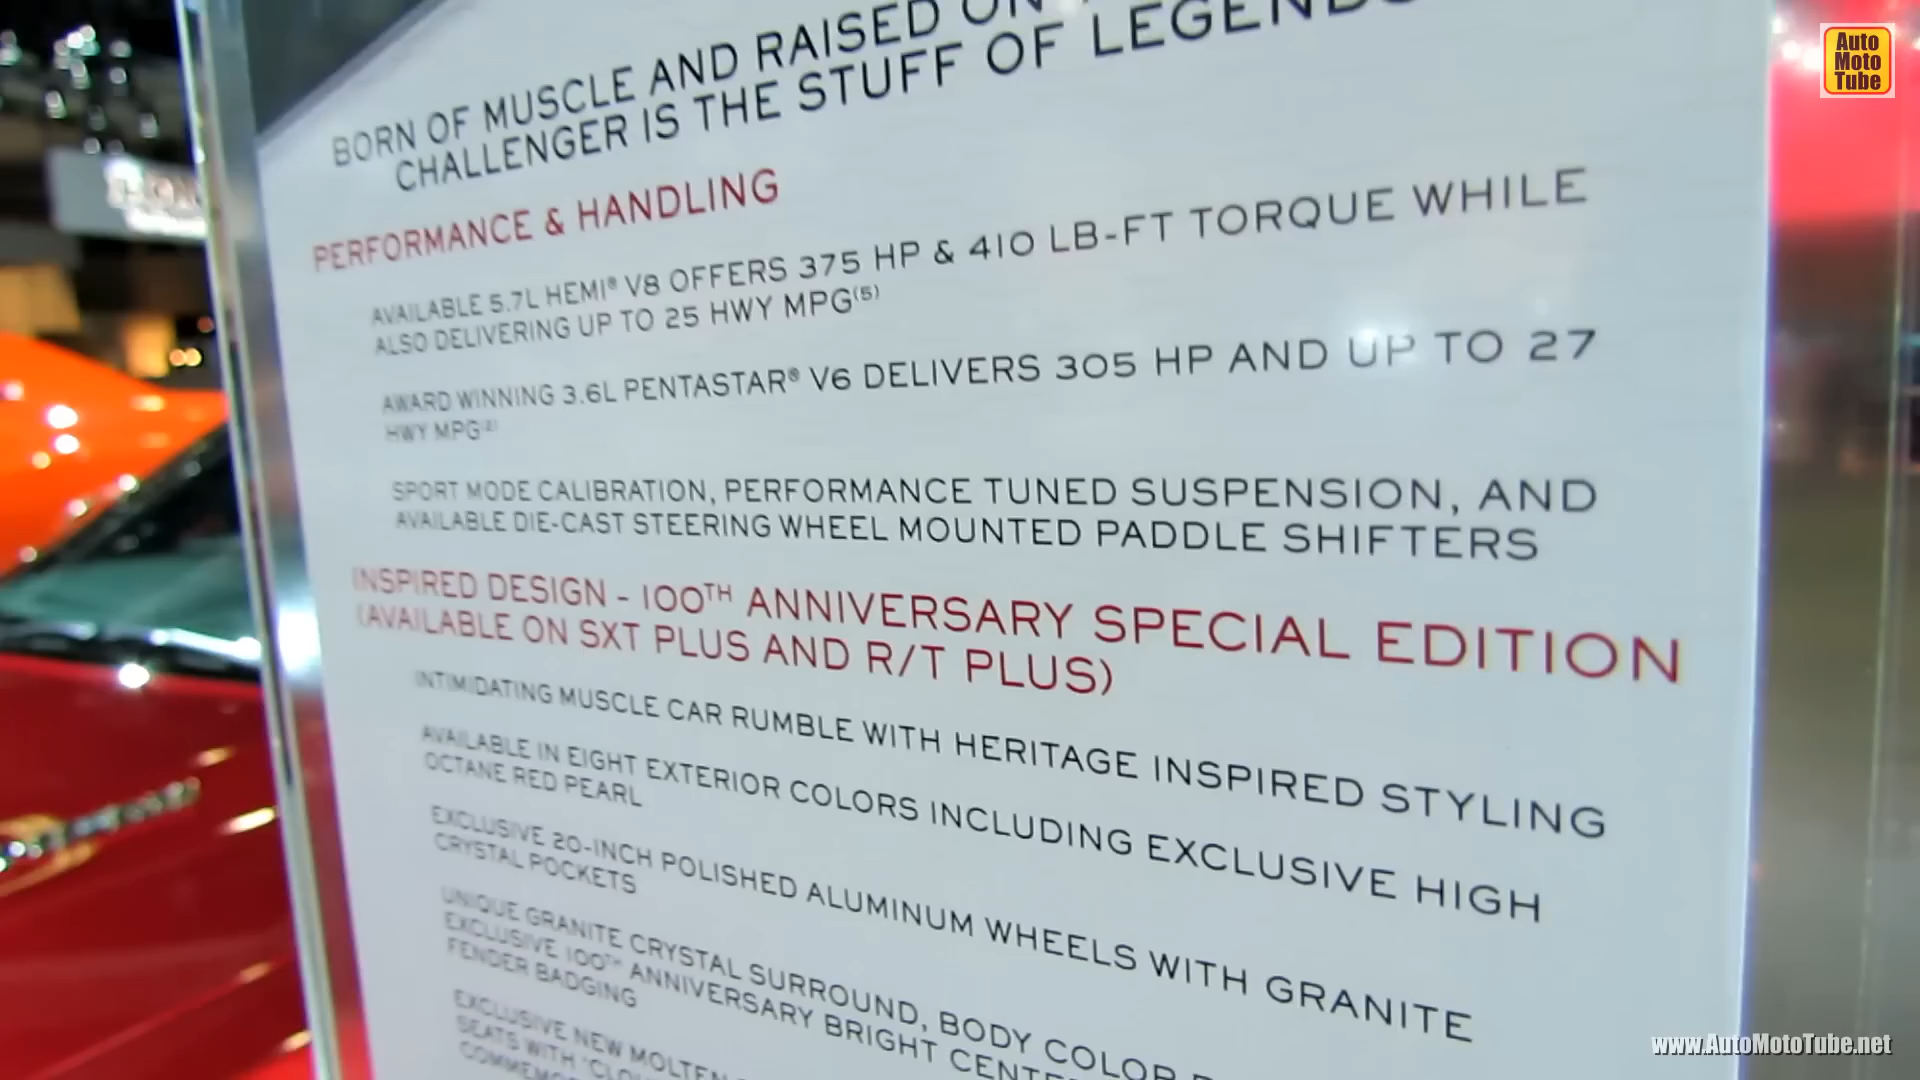 BORN OF MUSCLE AND RAISED ON
CHALLENGER IS THE STUFF OF LEGENDS
PERFORMANCE & HANDLING
AVAILABLE 5.7L HEMI® V8 OFFERS 375 HP & 410 LB-FT TORQUE WHILE
ALSO DELIVERING UP TO 25 HWY MPG(5)
AWARD WINNING 3.6L PENTASTAR® V6 DELIVERS 305 HP AND UP TO 27
HWY MPG
SPORT MODE CALIBRATION, PERFORMANCE TUNED SUSPENSION, AND
AVAILABLE DIE-CAST STEERING WHEEL MOUNTED PADDLE SHIFTERS
INSPIRED DESIGN - 100TH ANNIVERSARY SPECIAL EDITION
(AVAILABLE ON SXT PLUS AND R/T PLUS)
INTIMIDATING MUSCLE CAR RUMBLE WITH HERITAGE INSPIRED STYLING
AVAILABLE IN EIGHT EXTERIOR COLORS INCLUDING EXCLUSIVE HIGH
OCTANE RED PEARL
EXCLUSIVE 20-INCH POLISHED ALUMINUM WHEELS WITH GRANITE
CRYSTAL POCKETS
UNIQUE GRANITE CRYSTAL SURROUND, BODY COLOR
EXCLUSIVE 100TH ANNIVERSARY BRIGHT
FENDER BADGING
EXCLUSIVE NEW MOLTEN
SEATS WITH
Auto
Moto
Tube
www.AutoMotoTube.net